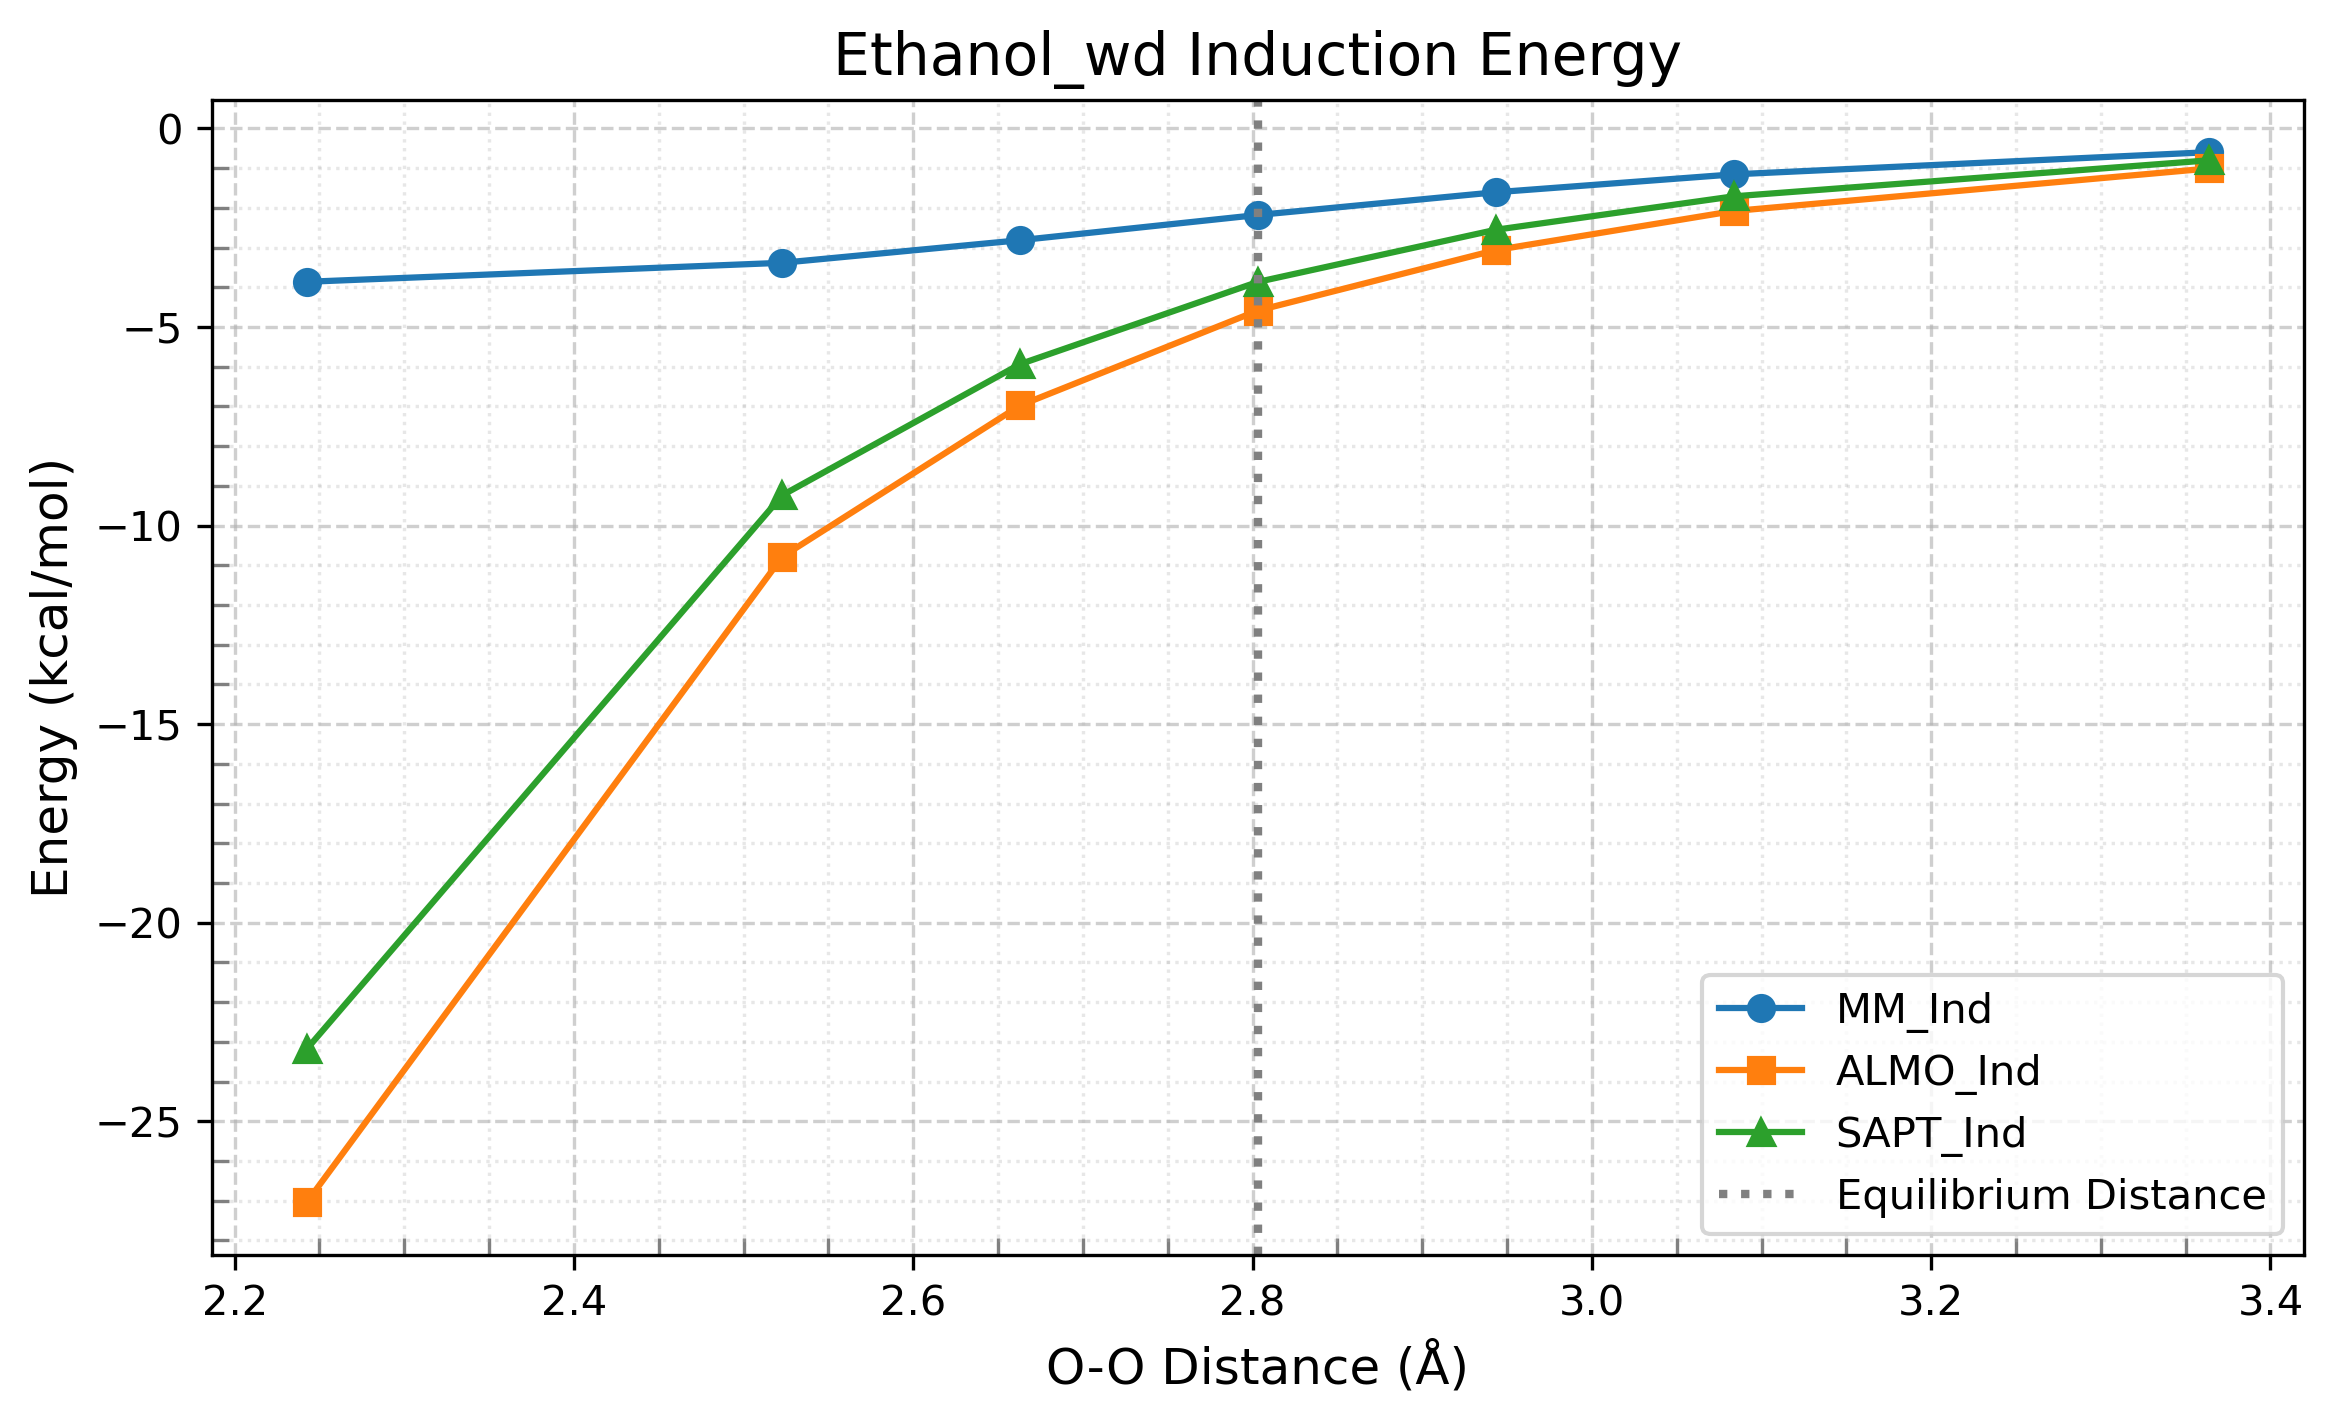 Ethanol_wd Induction Energy
Energy (kcal/mol)
0
−5
−10
−15
−20
−25
MM_Ind
ALMO_Ind
SAPT_Ind
Equilibrium Distance
2.2 2.4 2.6 2.8 3.0 3.2 3.4
O-O Distance (Å)